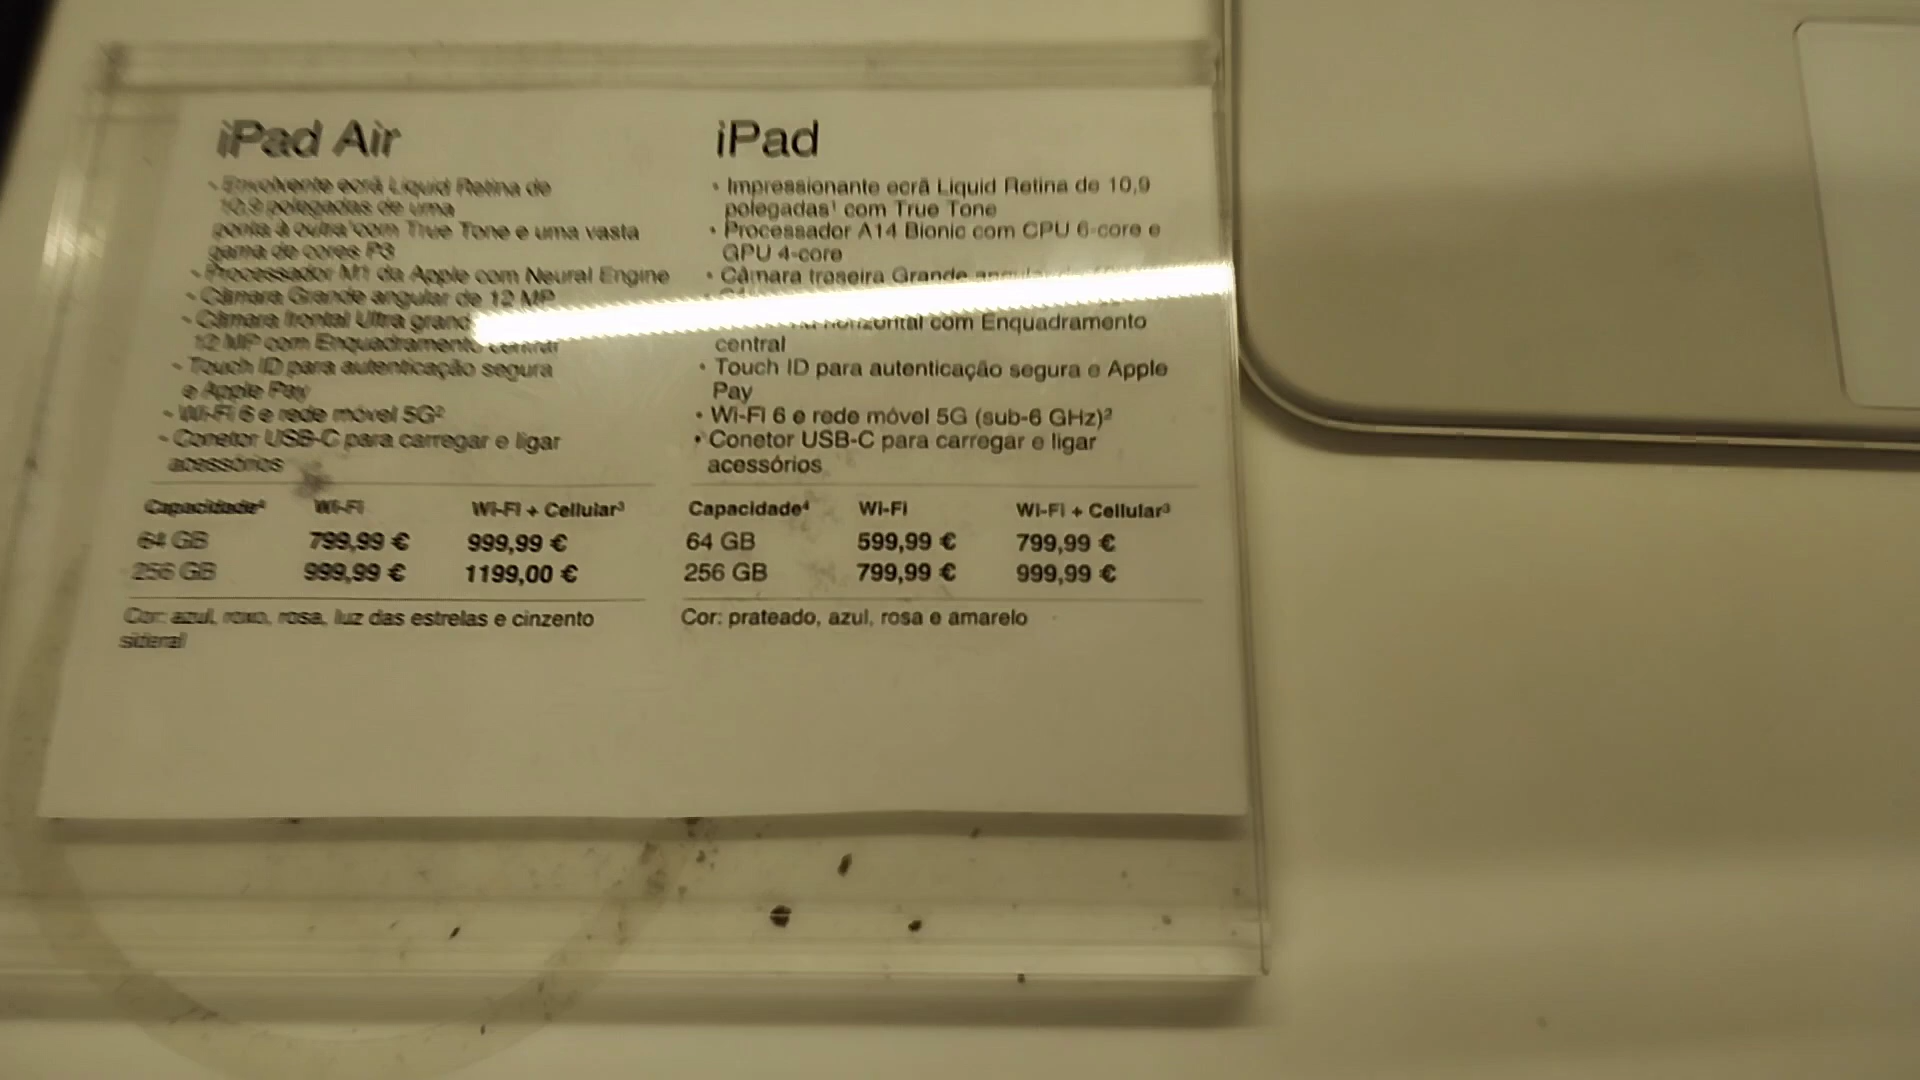 iPad Air
• Envolvente ecrã Liquid Retina de
10,9 polegadas de uma
ponta à outra com True Tone e uma vasta
gama de cores P3
• Processador M1 da Apple com Neural Engine
• Câmara Grande angular de 12 MP
• Câmara frontal Ultra grande
12 MP com Enquadramento central
• Touch ID para autenticação segura
e Apple Pay
• Wi-Fi 6 e rede móvel 5G²
• Conetor USB-C para carregar e ligar
acessórios
Capacidade⁴ Wi-Fi Wi-Fi + Cellular³
64 GB 799,99 € 999,99 €
256 GB 999,99 € 1199,00 €
Cor: azul, roxo, rosa, luz das estrelas e cinzento
sideral
iPad
• Impressionante ecrã Liquid Retina de 10,9
polegadas¹ com True Tone
• Processador A14 Bionic com CPU 6-core e
GPU 4-core
• Câmara traseira Grande
horizontal com Enquadramento
central
• Touch ID para autenticação segura e Apple
Pay
• Wi-Fi 6 e rede móvel 5G (sub-6 GHz)²
• Conetor USB-C para carregar e ligar
acessórios
Capacidade⁴ Wi-Fi Wi-Fi + Cellular³
64 GB 599,99 € 799,99 €
256 GB 799,99 € 999,99 €
Cor: prateado, azul, rosa e amarelo